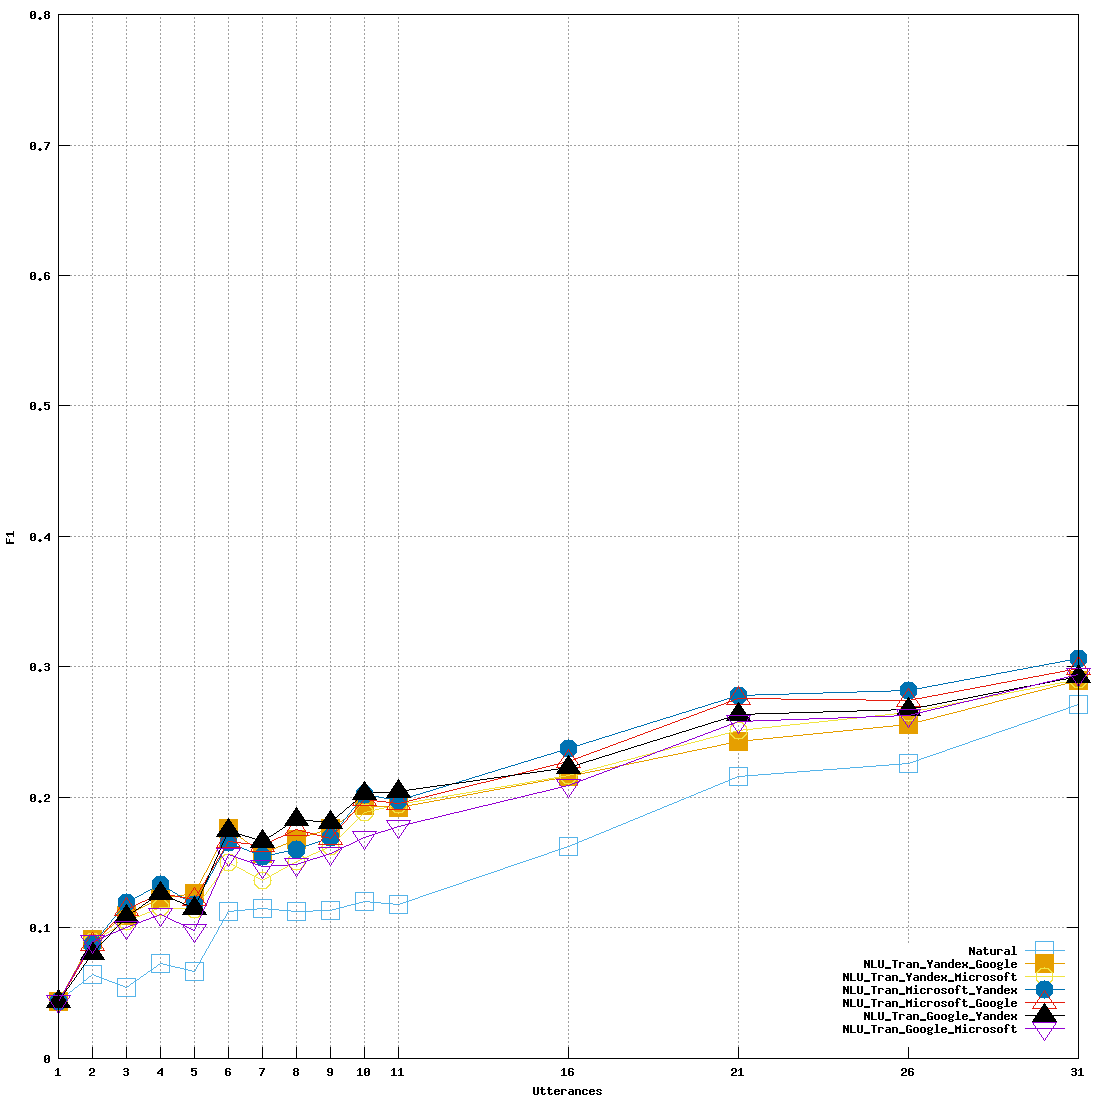 0.8
0.7
0.6
0.5
0.4
0.3
0.2
0.1
0
F1
1 2 3 4 5 6 7 8 9 10 11 16 21 26 31
Utterances
Natural
NLU_Tran_Yandex_Google
NLU_Tran_Yandex_Microsoft
NLU_Tran_Microsoft_Yandex
NLU_Tran_Microsoft_Google
NLU_Tran_Google_Yandex
NLU_Tran_Google_Microsoft